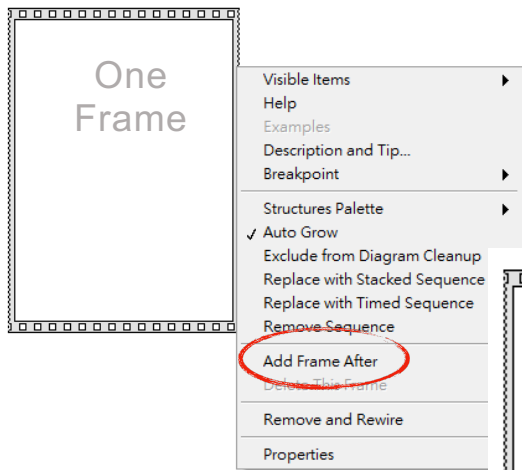 One
Frame
Visible Items
Help
Examples
Description and Tip...
Breakpoint
Structures Palette
Auto Grow
Exclude from Diagram Cleanup
Replace with Stacked Sequence
Replace with Timed Sequence
Remove Sequence
Add Frame After
Delete This Frame
Remove and Rewire
Properties